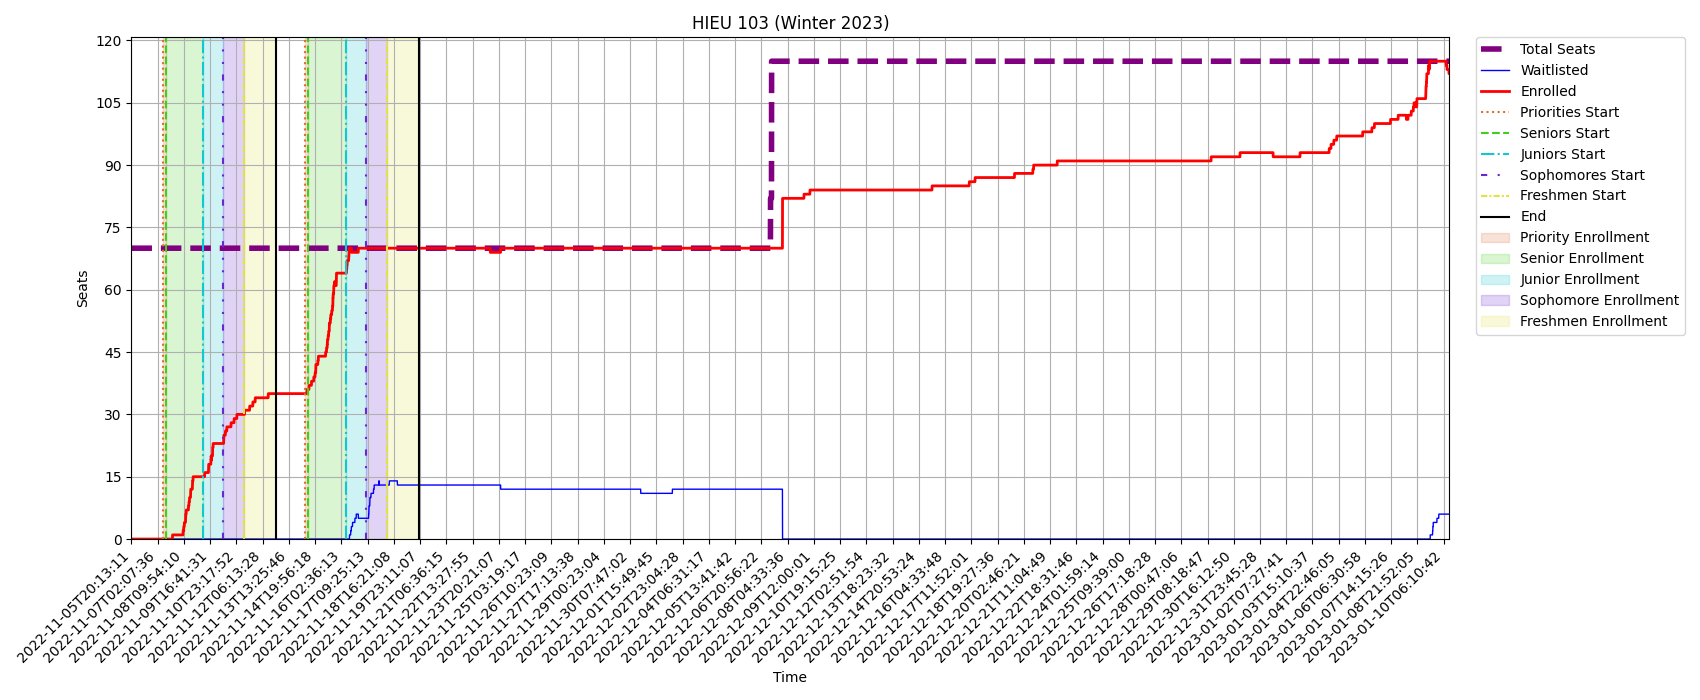 HIEU 103 (Winter 2023)
Seats
120
105
90
75
60
45
30
15
0
2022-11-05T20:13:11
2022-11-07T02:07:36
2022-11-08T09:54:10
2022-11-09T16:41:31
2022-11-10T23:17:52
2022-11-12T06:13:28
2022-11-13T13:25:46
2022-11-14T19:56:18
2022-11-16T02:36:13
2022-11-17T09:25:13
2022-11-18T16:21:08
2022-11-19T23:11:07
2022-11-21T06:36:15
2022-11-22T13:27:55
2022-11-23T20:21:07
2022-11-25T03:19:17
2022-11-26T10:23:09
2022-11-27T17:13:38
2022-11-29T00:23:04
2022-11-30T07:47:02
2022-12-01T15:49:45
2022-12-02T23:04:28
2022-12-04T06:31:17
2022-12-05T13:41:42
2022-12-06T20:56:22
2022-12-08T04:33:36
2022-12-09T12:00:01
2022-12-10T19:15:25
2022-12-12T02:51:54
2022-12-13T18:23:32
2022-12-14T20:53:24
2022-12-16T04:33:48
2022-12-17T11:52:01
2022-12-18T19:27:36
2022-12-20T02:46:21
2022-12-21T11:04:49
2022-12-22T18:31:46
2022-12-24T01:59:14
2022-12-25T09:39:00
2022-12-26T17:18:28
2022-12-28T00:47:06
2022-12-29T08:18:47
2022-12-30T16:12:50
2022-12-31T23:45:28
2023-01-02T07:27:41
2023-01-03T15:10:37
2023-01-04T22:46:05
2023-01-06T06:30:58
2023-01-07T14:15:26
2023-01-08T21:52:05
2023-01-10T06:10:42
Time
Total Seats
Waitlisted
Enrolled
Priorities Start
Seniors Start
Juniors Start
Sophomores Start
Freshmen Start
End
Priority Enrollment
Senior Enrollment
Junior Enrollment
Sophomore Enrollment
Freshmen Enrollment